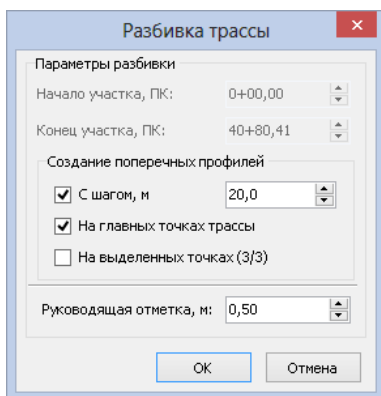 Разбивка трассы
Параметры разбивки
Начало участка, ПК: 0+00,00
Конец участка, ПК: 40+80,41
Создание поперечных профилей
С шагом, м 20,0
На главных точках трассы
На выделенных точках (3/3)
Руководящая отметка, м: 0,50
ОК Отмена